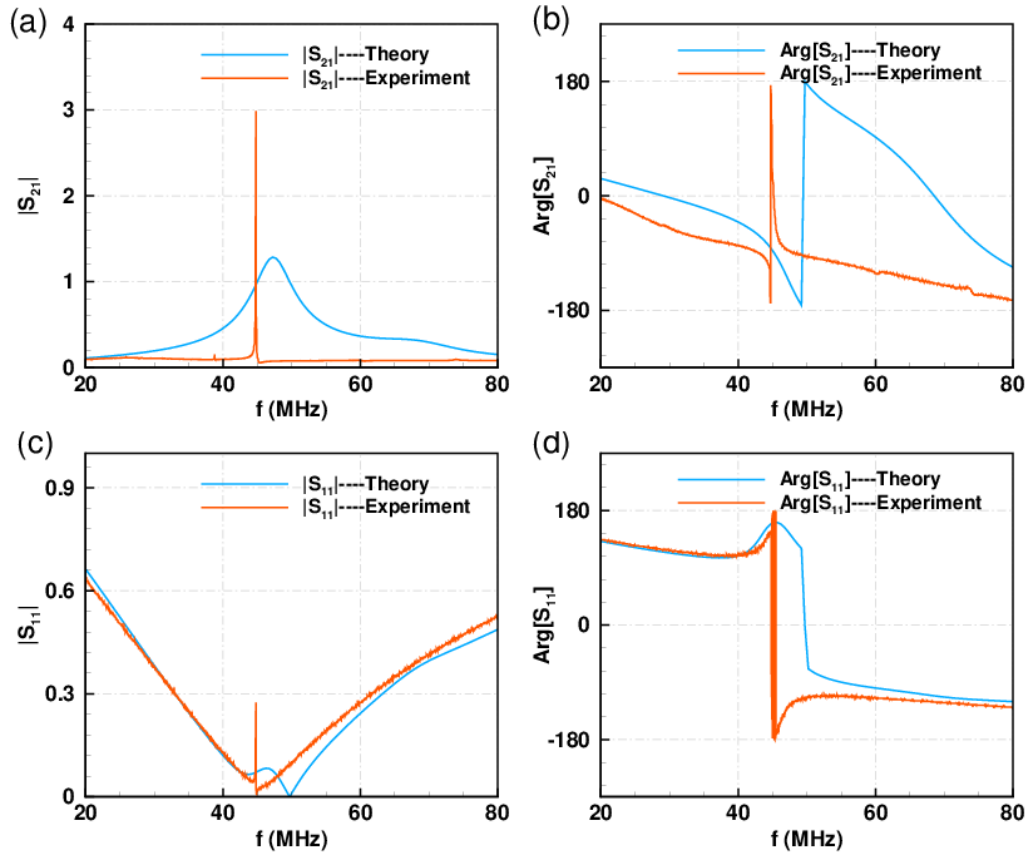 (a)
4
|S21|----Theory
|S21|----Experiment
3
2
1
0
|S21|
20 40 60 80
f (MHz)
(b)
Arg[S21]----Theory
Arg[S21]----Experiment
180
0
-180
Arg[S21]
20 40 60 80
f (MHz)
(c)
|S11|----Theory
|S11|----Experiment
0.9
0.6
0.3
0
|S11|
20 40 60 80
f (MHz)
(d)
Arg[S11]----Theory
Arg[S11]----Experiment
180
0
-180
Arg[S11]
20 40 60 80
f (MHz)